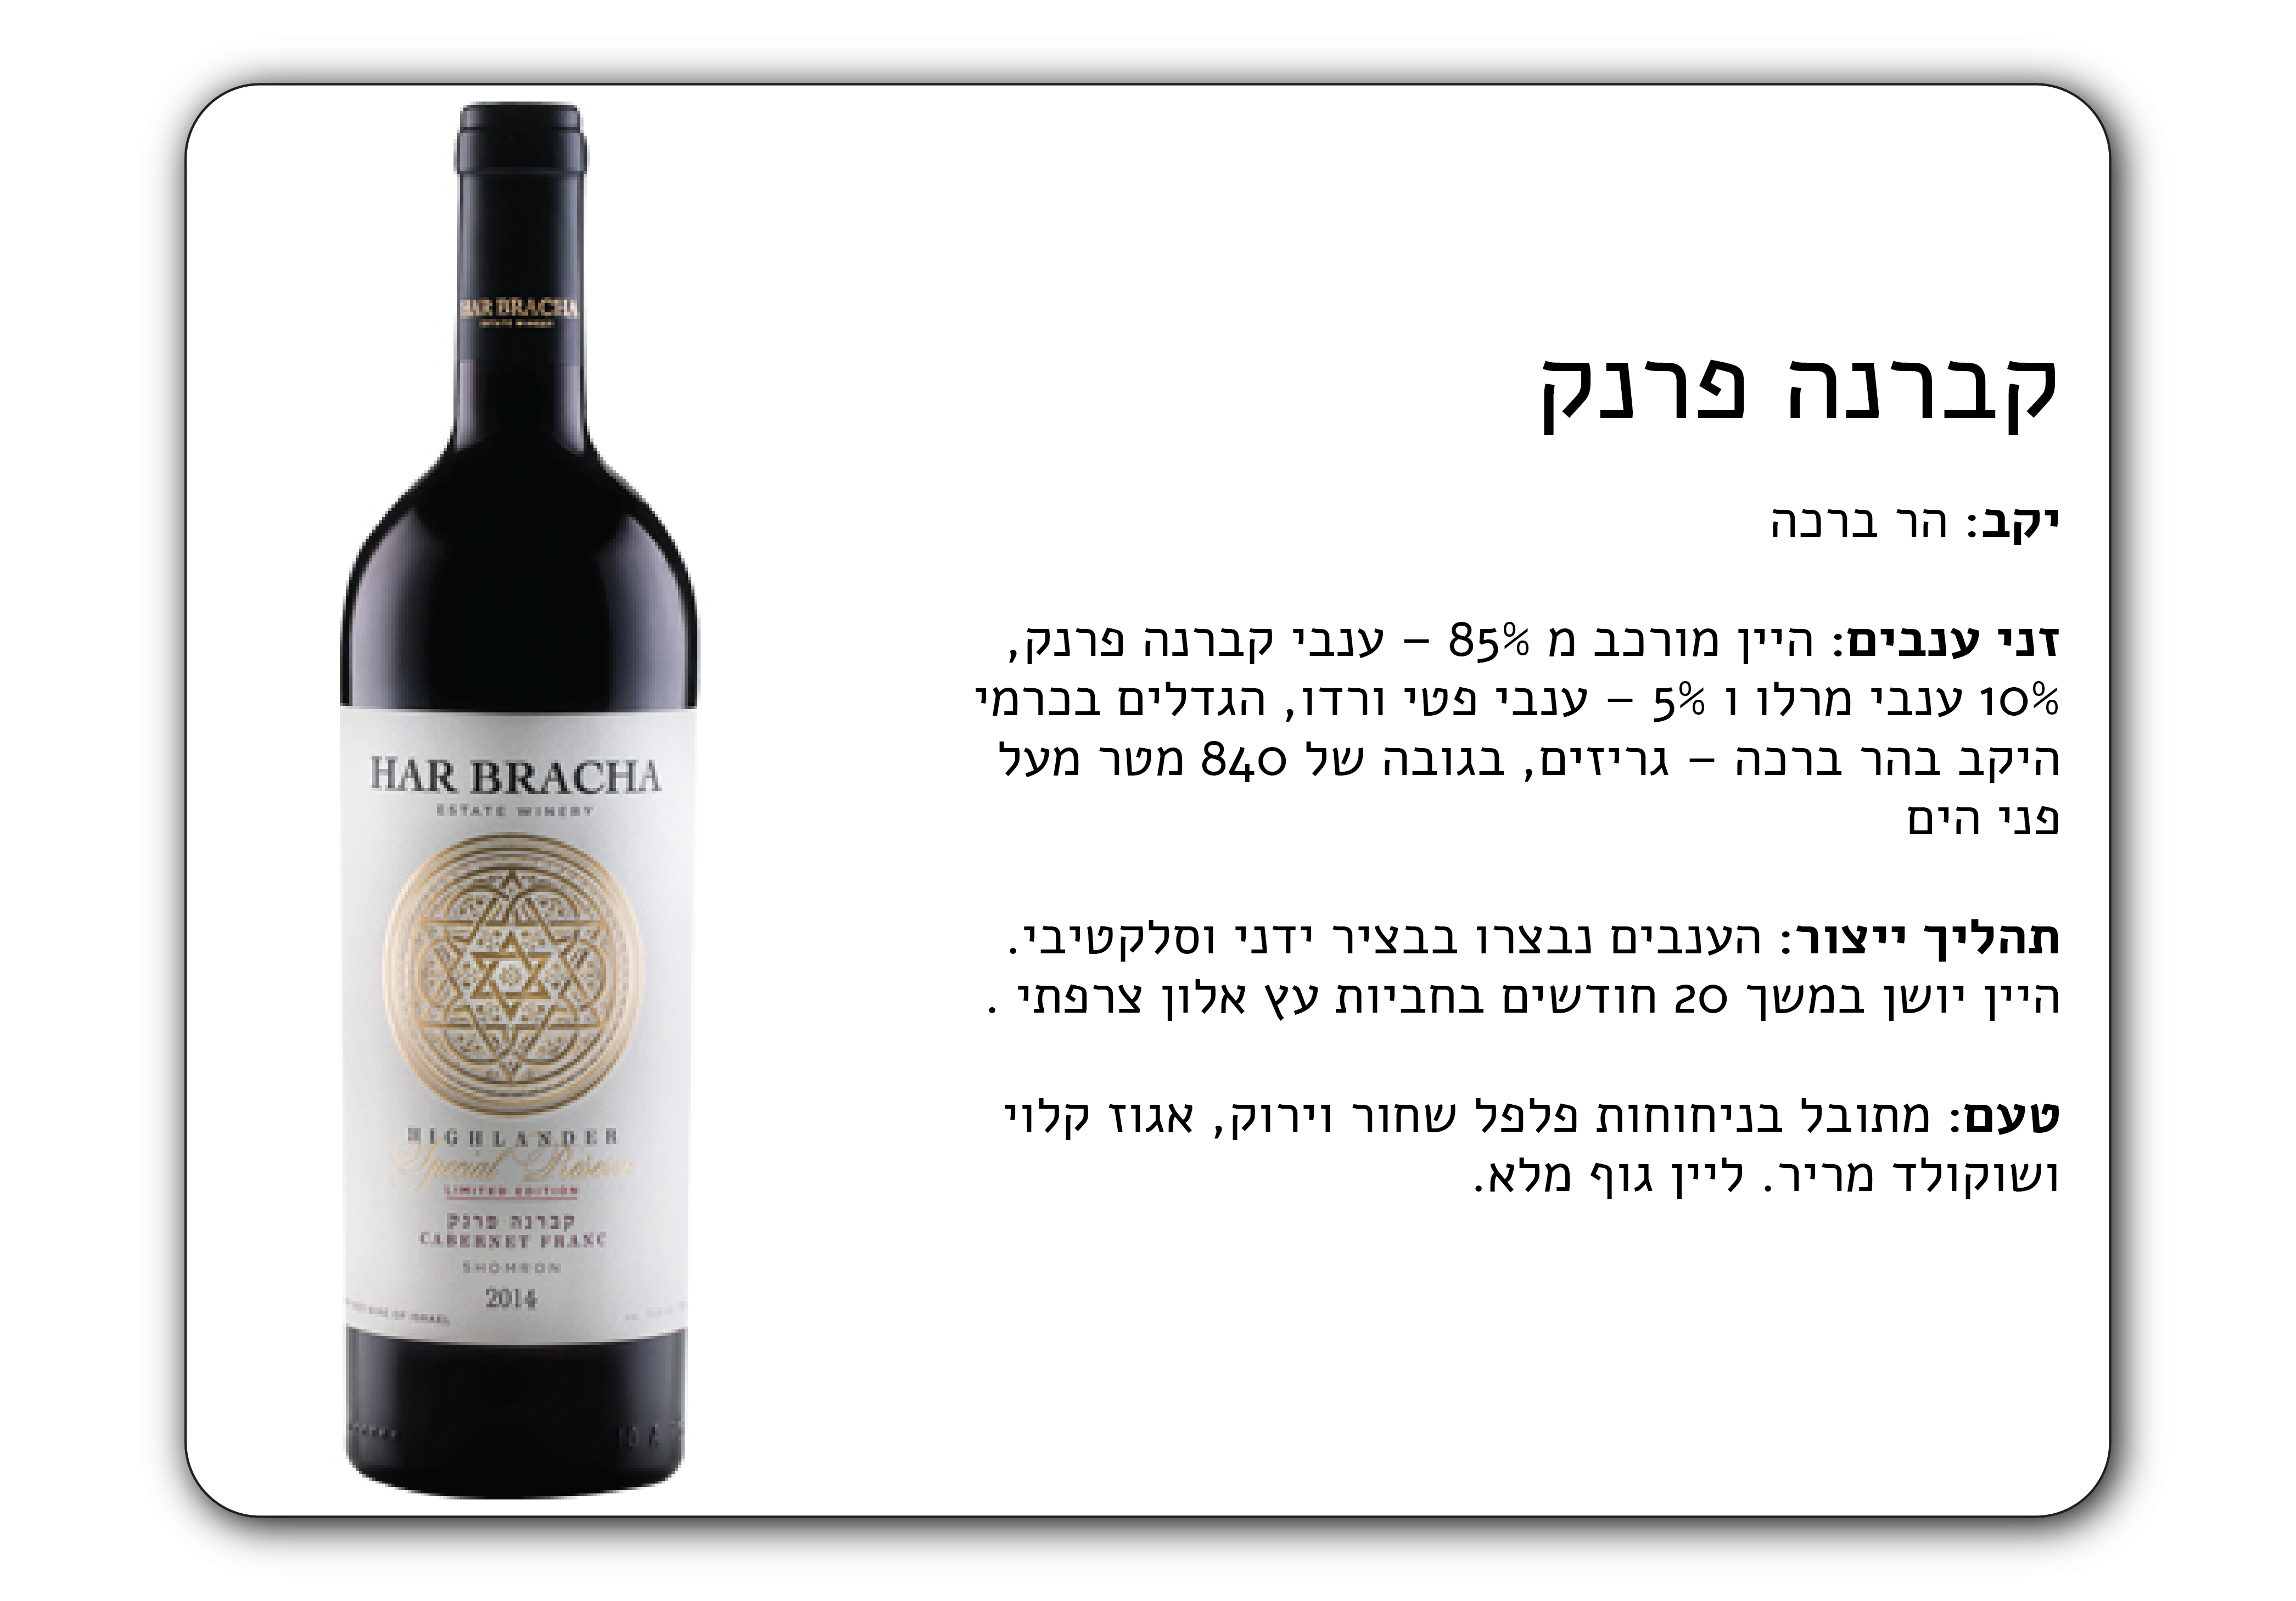 קברנה פרנק
יקב: הר ברכה
זני ענבים: היין מורכב מ 85% – ענבי קברנה פרנק,
10% ענבי מרלו ו 5% – ענבי פטי ורדו, הגדלים בכרמי
היקב בהר ברכה – גריזים, בגובה של 840 מטר מעל
פני הים
תהליך ייצור: הענבים נבצרו בבציר ידני וסלקטיבי.
היין יושן במשך 20 חודשים בחביות עץ אלון צרפתי .
טעם: מתובל בניחוחות פלפל שחור וירוק, אגוז קלוי
ושוקולד מריר. ליין גוף מלא.
HAR BRACHA
ESTATE WINERY
HAR BRACHA
ESTATE WINERY
HIGHLANDER
Special Reserve
LIMITED EDITION
קברנה פרנק
CABERNET FRANC
SHOMRON
2014
WINE OF ISRAEL